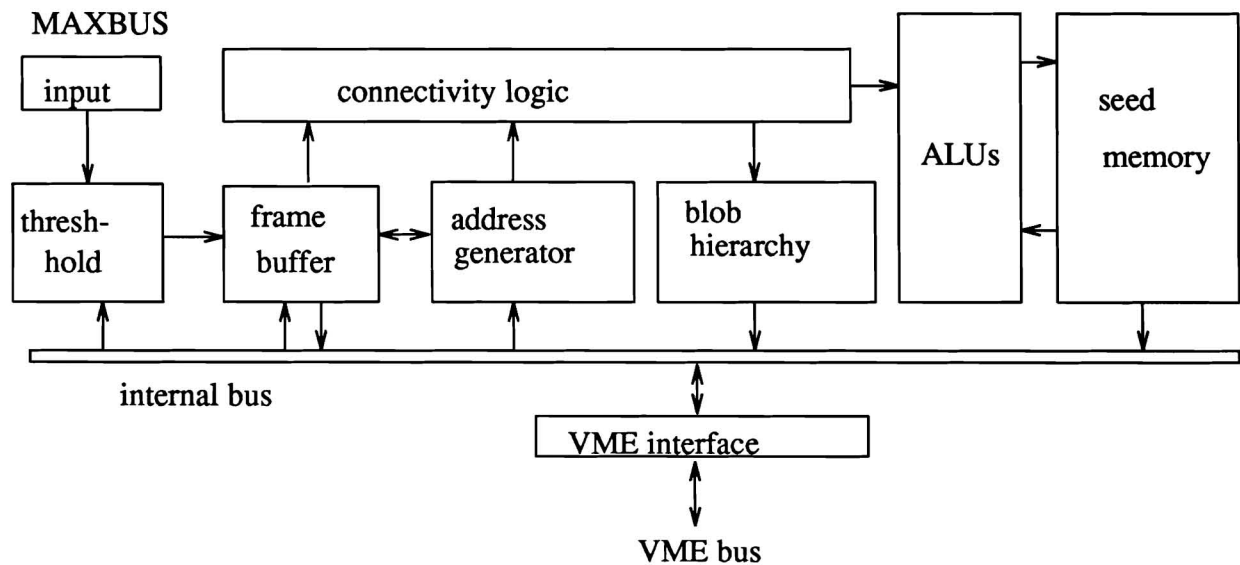 MAXBUS
input
connectivity logic
ALUs
seed
memory
thresh-
hold
frame
buffer
address
generator
blob
hierarchy
internal bus
VME interface
VME bus